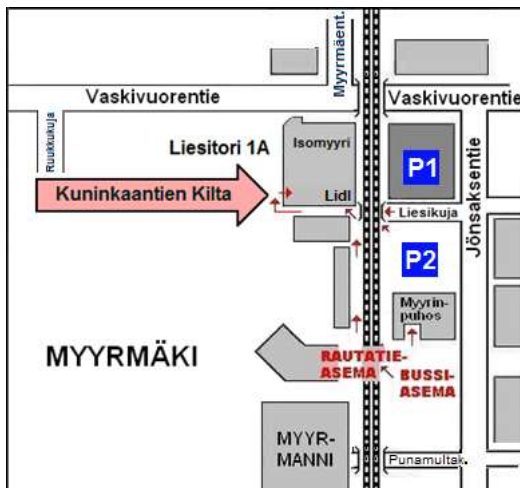 Myyrmäent.
Vaskivuorentie
Vaskivuorentie
Ruukkukuja
Liesitori 1A
Isomyyri
P1
Kuninkaantien Kilta
Lidl
Liesikuja
Jönsaksentie
P2
Myyrin-
puhos
MYYRMÄKI
RAUTATIE-
ASEMA
BUSSI-
ASEMA
MYYR-
MANNI
Punamultak.